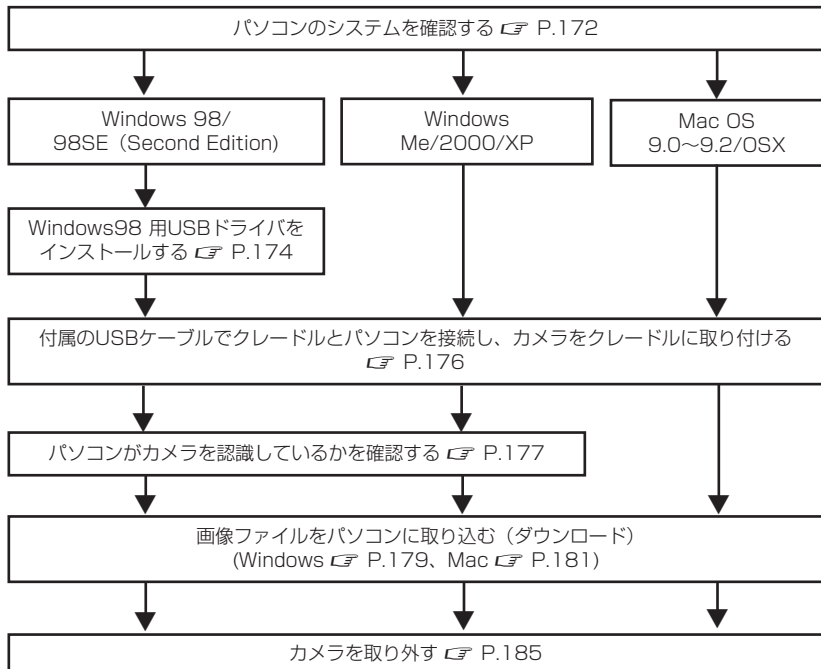 パソコンのシステムを確認する ☞ P.172
Windows 98/
98SE（Second Edition）
Windows
Me/2000/XP
Mac OS
9.0～9.2/OSX
Windows98 用USBドライバを
インストールする ☞ P.174
付属のUSBケーブルでクレードルとパソコンを接続し、カメラをクレードルに取り付ける
☞ P.176
パソコンがカメラを認識しているかを確認する ☞ P.177
画像ファイルをパソコンに取り込む（ダウンロード）
(Windows ☞ P.179、Mac ☞ P.181)
カメラを取り外す ☞ P.185